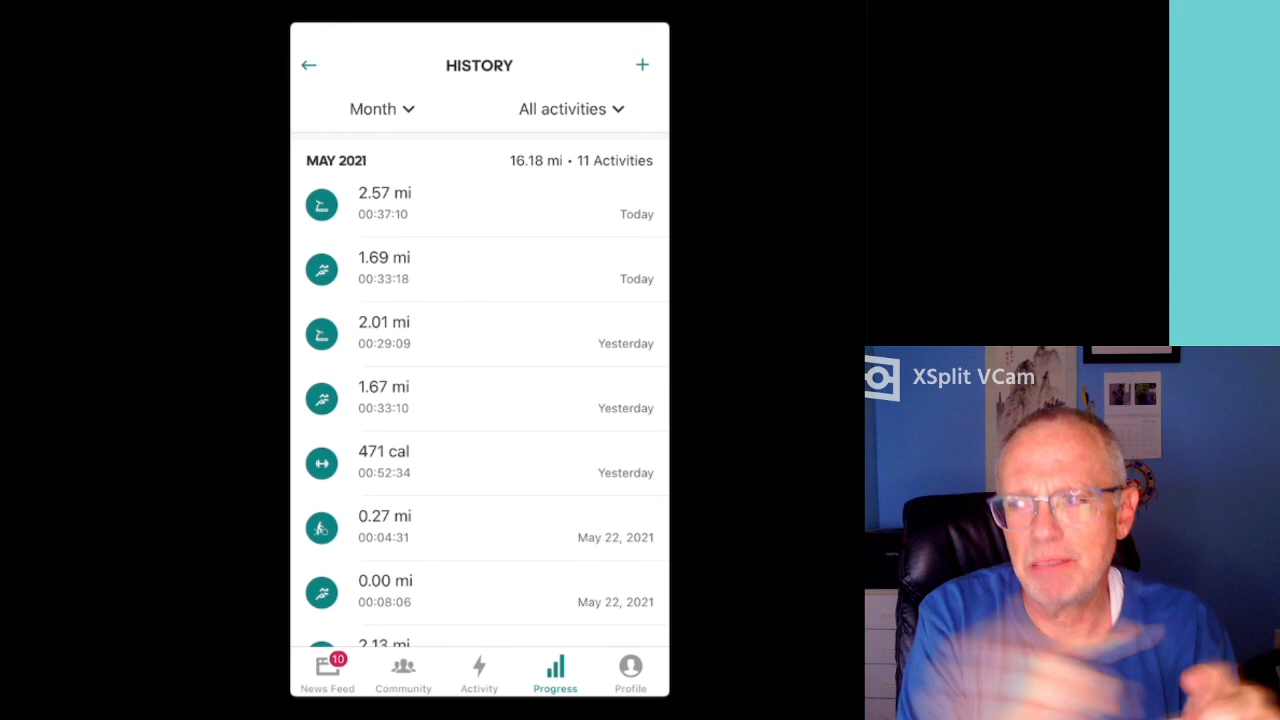 HISTORY
Month
All activities
MAY 2021
16.18 mi • 11 Activities
2.57 mi
00:37:10
Today
1.69 mi
00:33:18
Today
2.01 mi
00:29:09
Yesterday
1.67 mi
00:33:10
Yesterday
471 cal
00:52:34
Yesterday
0.27 mi
00:04:31
May 22, 2021
0.00 mi
00:08:06
May 22, 2021
2.13 mi
10
News Feed
Community
Activity
Progress
Profile
XSplit VCam